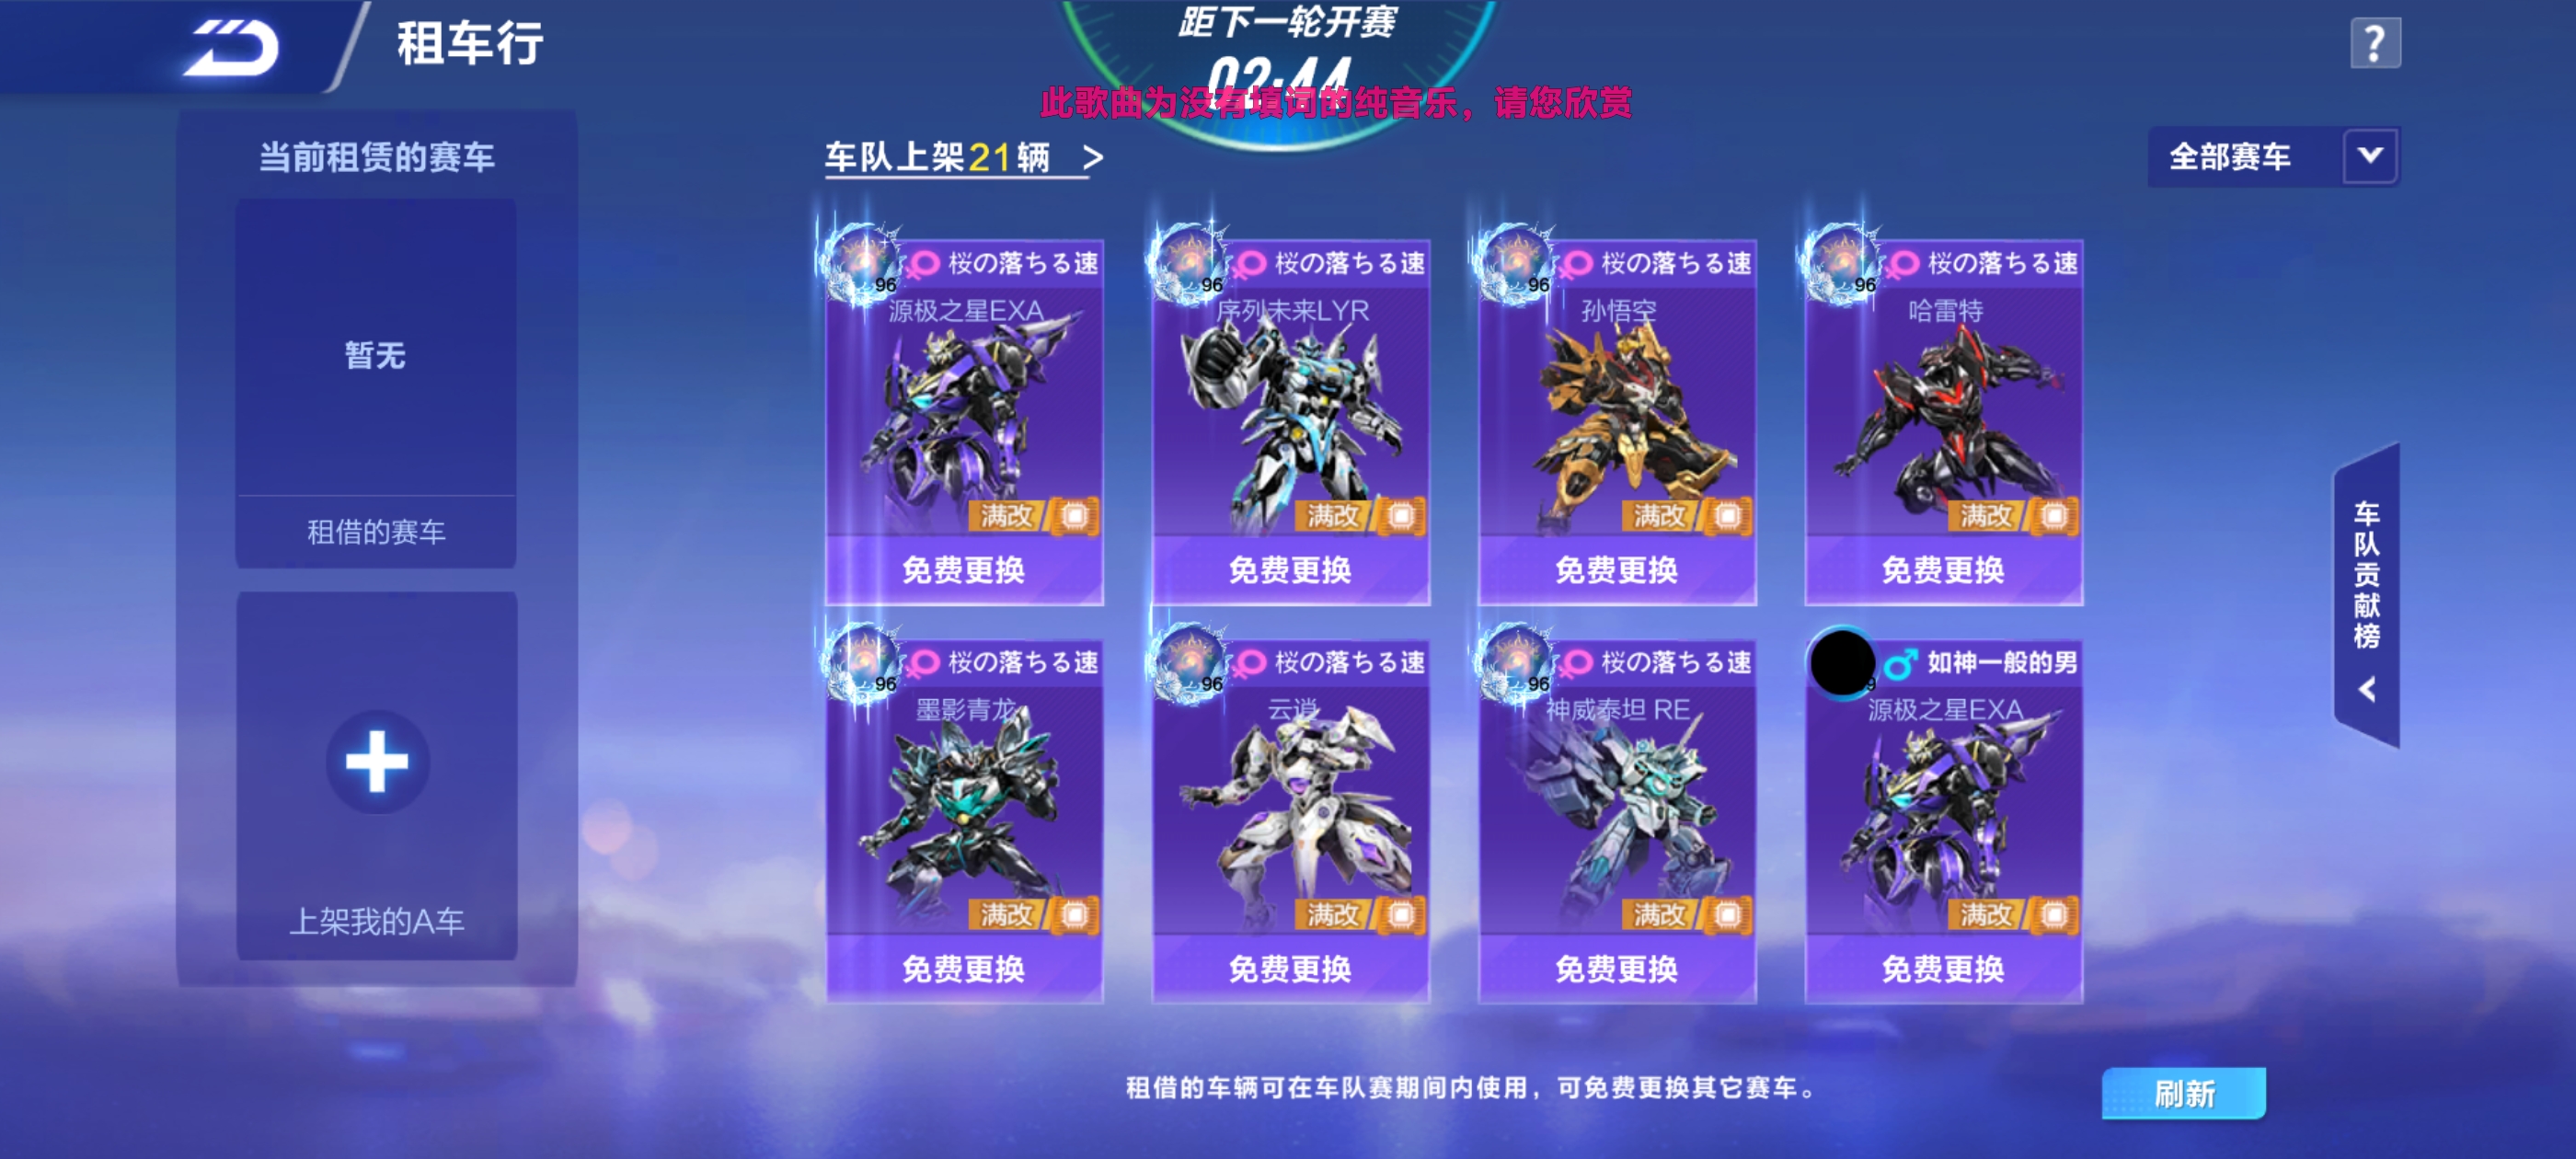 租车行
距下一轮开赛
02:44
此歌曲为没有填词的纯音乐，请您欣赏
?
当前租赁的赛车
暂无
租借的赛车
上架我的A车
车队上架21辆 >
全部赛车
96 桜の落ちる速
源极之星EXA
满改
免费更换
96 桜の落ちる速
序列未来LYR
满改
免费更换
96 桜の落ちる速
孙悟空
满改
免费更换
96 桜の落ちる速
哈雷特
满改
免费更换
96 桜の落ちる速
墨影青龙
满改
免费更换
96 桜の落ちる速
云逍
满改
免费更换
96 桜の落ちる速
神威泰坦 RE
满改
免费更换
如神一般的男
源极之星EXA
满改
免费更换
车队贡献榜
租借的车辆可在车队赛期间内使用，可免费更换其它赛车。
刷新